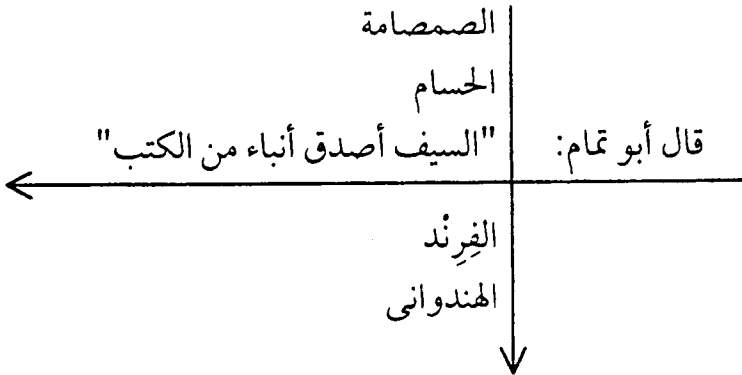 الصمصامة
الحسام
قال أبو تمام: "السيف أصدق أنباء من الكتب"
الفِرِنْد
الهندوانى